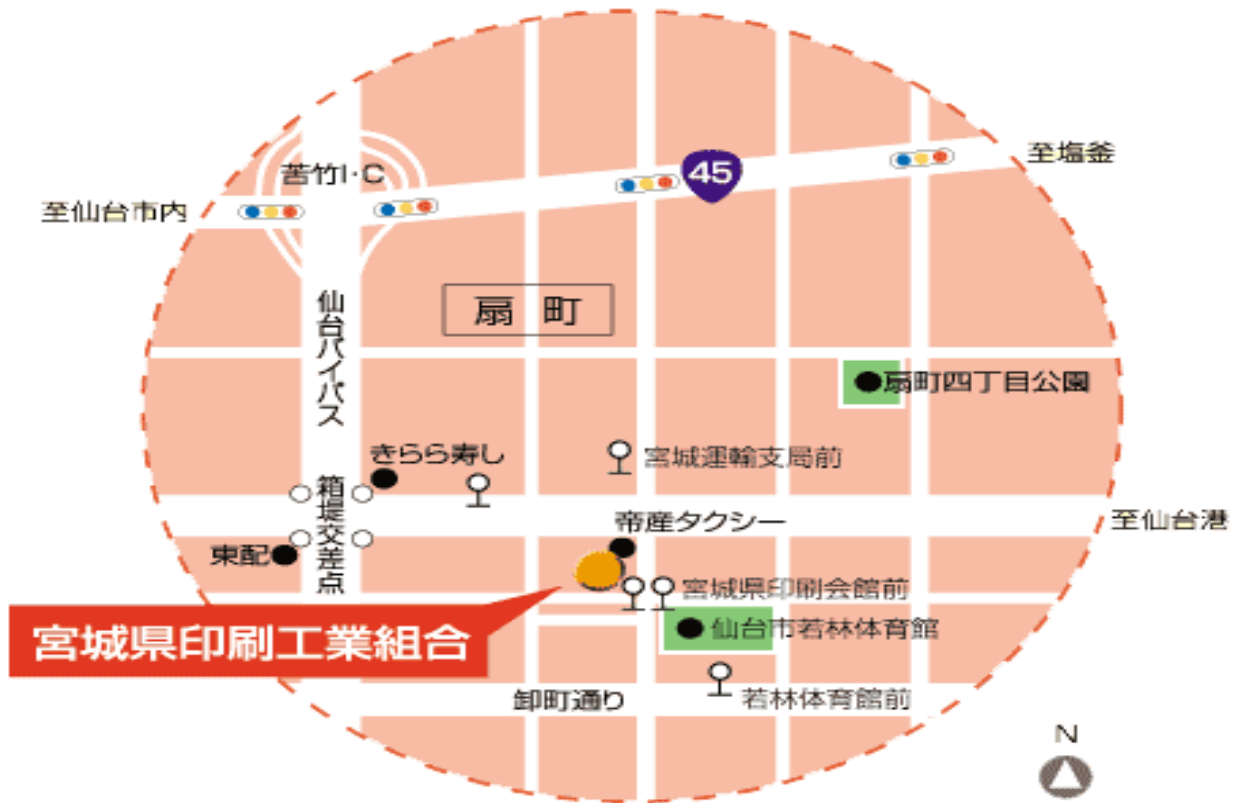 45
至塩釜
苦竹I・C
至仙台市内
仙台バイパス
扇町
扇町四丁目公園
きらら寿し
宮城運輸支局前
箱堤交差点
帝産タクシー
至仙台港
東配
宮城県印刷会館前
宮城県印刷工業組合
仙台市若林体育館
卸町通り
若林体育館前
N